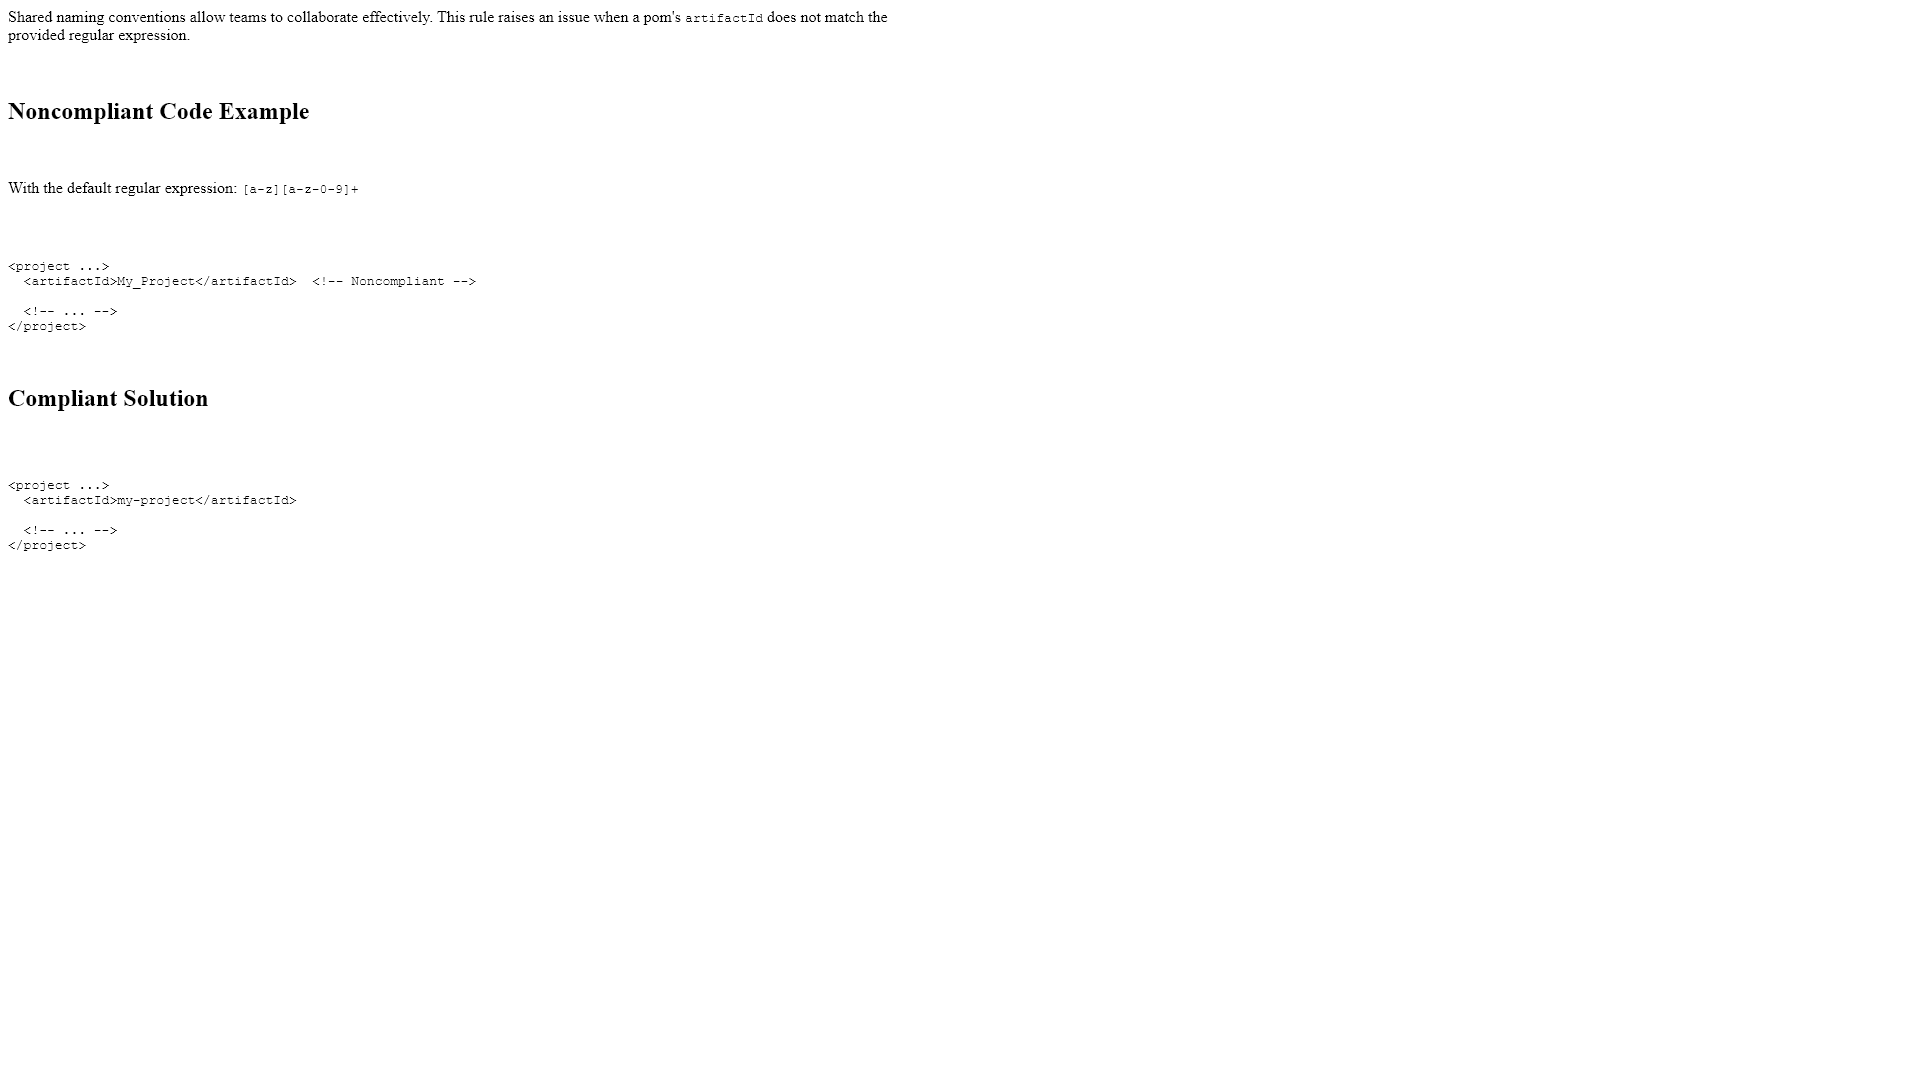 Shared naming conventions allow teams to collaborate effectively. This rule raises an issue when a pom's artifactId does not match the
provided regular expression.
Noncompliant Code Example
With the default regular expression: [a-z][a-z-0-9]+
<project ...>
  <artifactId>My_Project</artifactId>  <!-- Noncompliant -->
  <!-- ... -->
</project>
Compliant Solution
<project ...>
  <artifactId>my-project</artifactId>
  <!-- ... -->
</project>